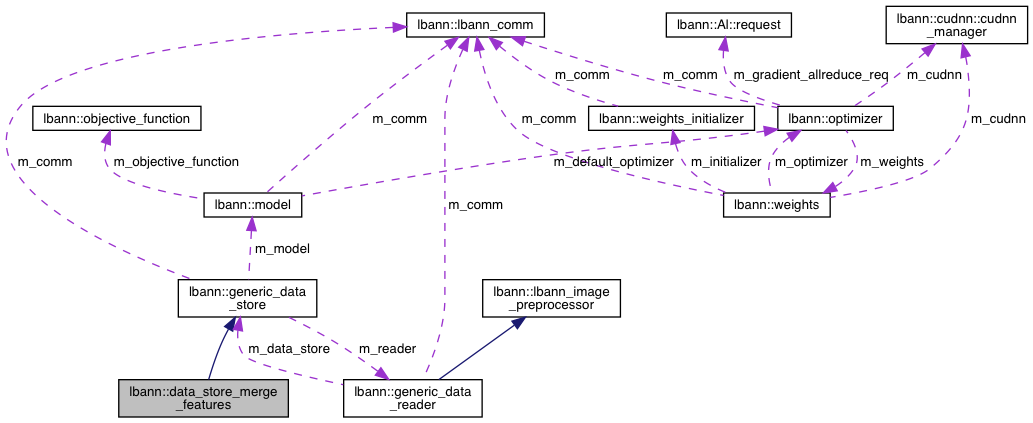 lbann::lbann_comm
lbann::Al::request
lbann::cudnn::cudnn
_manager
m_comm
m_gradient_allreduce_req
m_cudnn
lbann::objective_function
m_comm
m_comm
lbann::weights_initializer
lbann::optimizer
m_cudnn
m_comm
m_objective_function
m_default_optimizer
m_initializer
m_optimizer
m_weights
lbann::model
m_comm
lbann::weights
m_model
lbann::generic_data
_store
lbann::lbann_image
_preprocessor
m_data_store
m_reader
lbann::data_store_merge
_features
lbann::generic_data
_reader